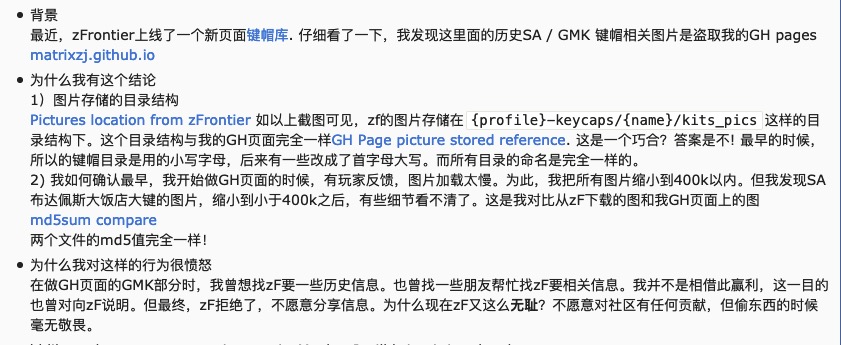 背景
最近，zFrontier上线了一个新页面键帽库. 仔细看了一下，我发现这里面的历史SA / GMK 键帽相关图片是盗取我的GH pages
matrixzj.github.io
为什么我有这个结论
1）图片存储的目录结构
Pictures location from zFrontier 如以上截图可见，zf的图片存储在 {profile}-keycaps/{name}/kits_pics 这样的目
录结构下。这个目录结构与我的GH页面完全一样GH Page picture stored reference. 这是一个巧合？答案是不! 最早的时候，
所以的键帽目录是用的小写字母，后来有一些改成了首字母大写。而所有目录的命名是完全一样的。
2) 我如何确认最早，我开始做GH页面的时候，有玩家反馈，图片加载太慢。为此，我把所有图片缩小到400k以内。但我发现SA
布达佩斯大饭店大键的图片，缩小到小于400k之后，有些细节看不清了。这是我对比从zF下载的图和我GH页面上的图
md5sum compare
两个文件的md5值完全一样！
为什么我对这样的行为很愤怒
在做GH页面的GMK部分时，我曾想找zF要一些历史信息。也曾找一些朋友帮忙找zF要相关信息。我并不是相借此赢利，这一目的
也曾对向zF说明。但最终，zF拒绝了，不愿意分享信息。为什么现在zF又这么无耻？不愿意对社区有任何贡献，但偷东西的时候
毫无敬畏。